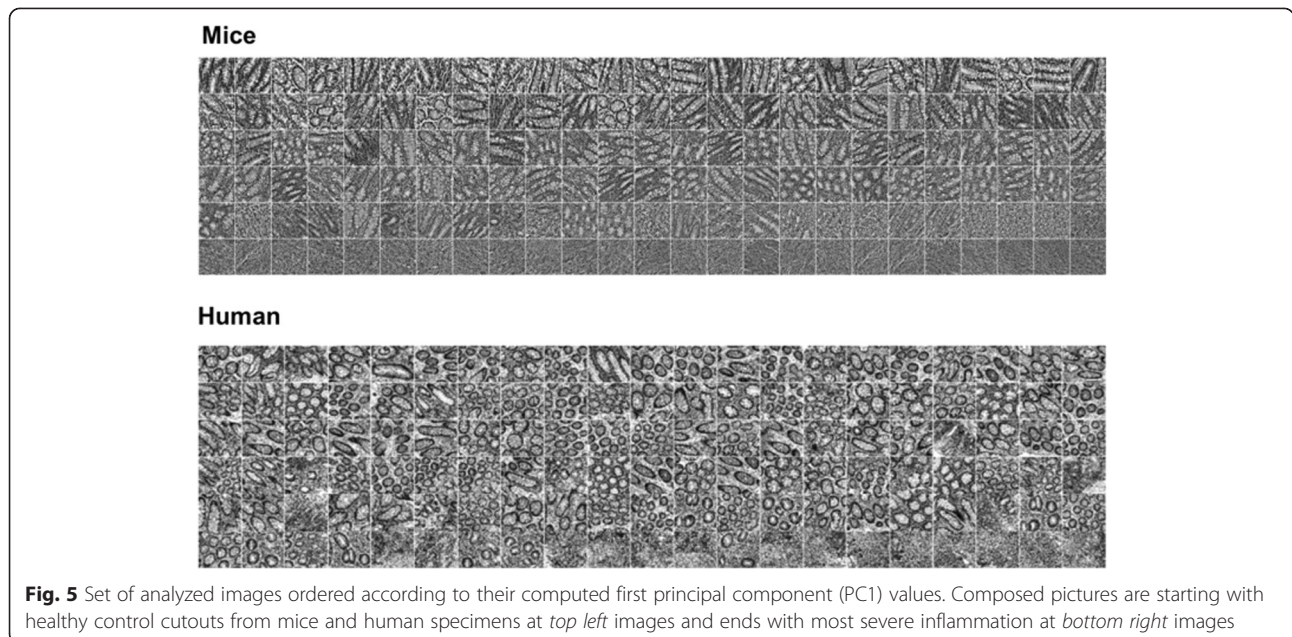 Mice
Human
Fig. 5 Set of analyzed images ordered according to their computed first principal component (PC1) values. Composed pictures are starting with
healthy control cutouts from mice and human specimens at top left images and ends with most severe inflammation at bottom right images